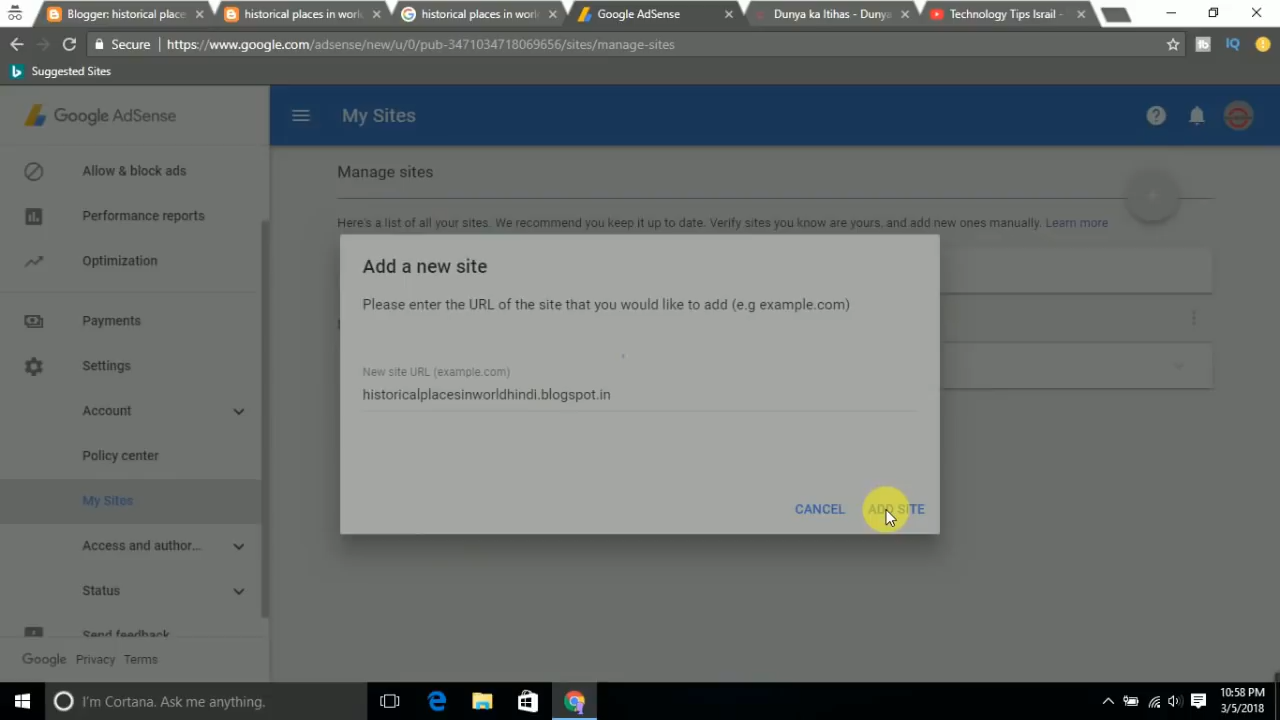 Blogger: historical place
historical places in worl
historical places in worl
Google AdSense
Dunya ka Itihas - Dunya
Technology Tips Israil -
Secure
https://www.google.com/adsense/new/u/0/pub-3471034718069656/sites/manage-sites
Suggested Sites
Google AdSense
My Sites
Allow & block ads
Manage sites
Performance reports
Here's a list of all your sites. We recommend you keep it up to date. Verify sites you know are yours, and add new ones manually. Learn more
Optimization
Add a new site
Please enter the URL of the site that you would like to add (e.g example.com)
Payments
Settings
New site URL (example.com)
historicalplacesinworldhindi.blogspot.in
Account
Policy center
My Sites
CANCEL
ADD SITE
Access and author...
Status
Send feedback
Google Privacy Terms
I'm Cortana. Ask me anything.
10:58 PM
3/5/2018